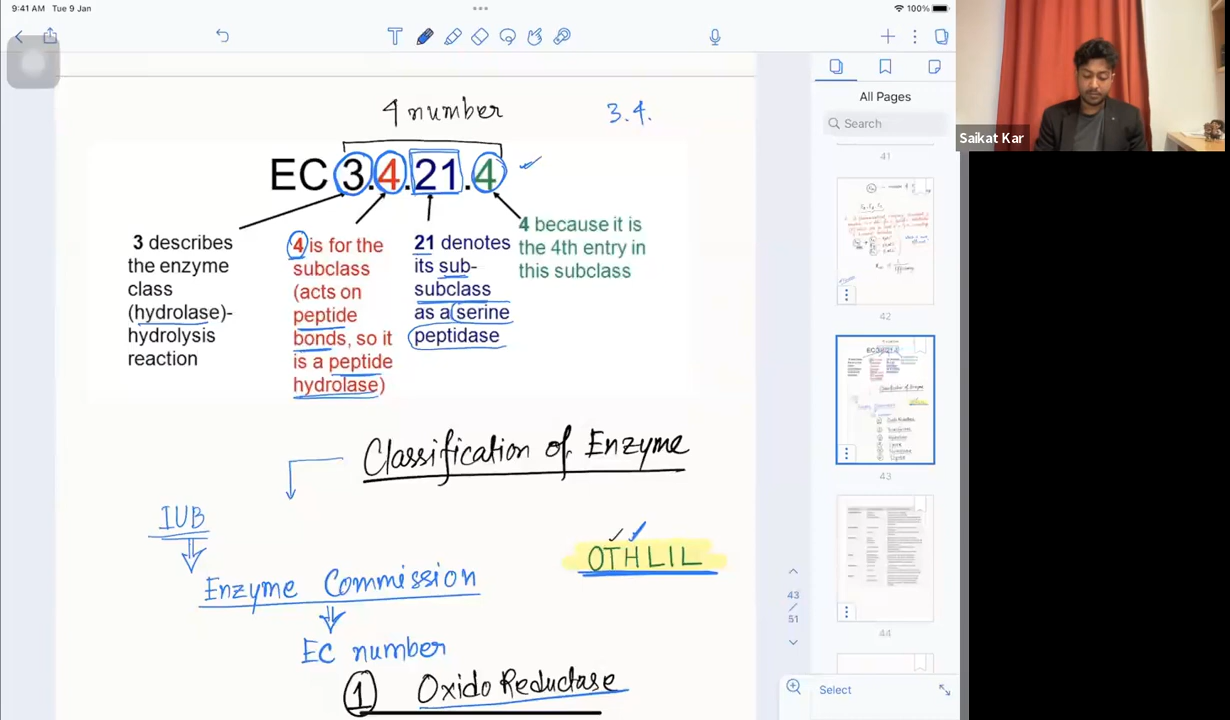 9:41 AM Tue 9 Jan
100%
4 number
3.4.
EC 3.4.21.4
3 describes
the enzyme
class
(hydrolase)-
hydrolysis
reaction
4 is for the
subclass
(acts on
peptide
bonds, so it
is a peptide
hydrolase)
21 denotes
its sub-
subclass
as a serine
peptidase
4 because it is
the 4th entry in
this subclass
Classification of Enzyme
IUB
OTHLIL
Enzyme Commission
EC number
1 Oxido Reductase
43
/
51
All Pages
Search
41
42
43
44
Select
Saikat Kar